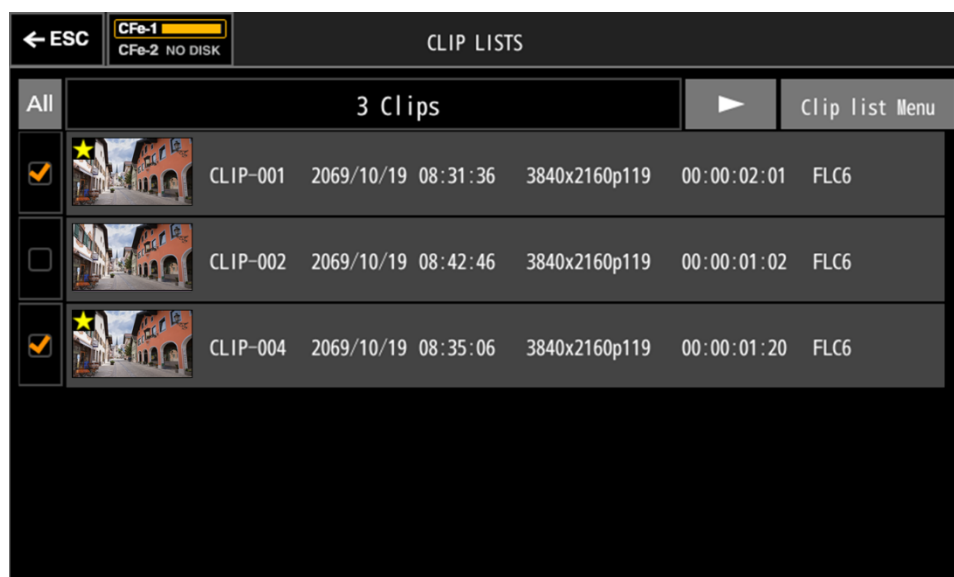 ← ESC
CFe-1
CFe-2 NO DISK
CLIP LISTS
All
3 Clips
Clip list Menu
CLIP-001 2069/10/19 08:31:36 3840x2160p119 00:00:02:01 FLC6
CLIP-002 2069/10/19 08:42:46 3840x2160p119 00:00:01:02 FLC6
CLIP-004 2069/10/19 08:35:06 3840x2160p119 00:00:01:20 FLC6